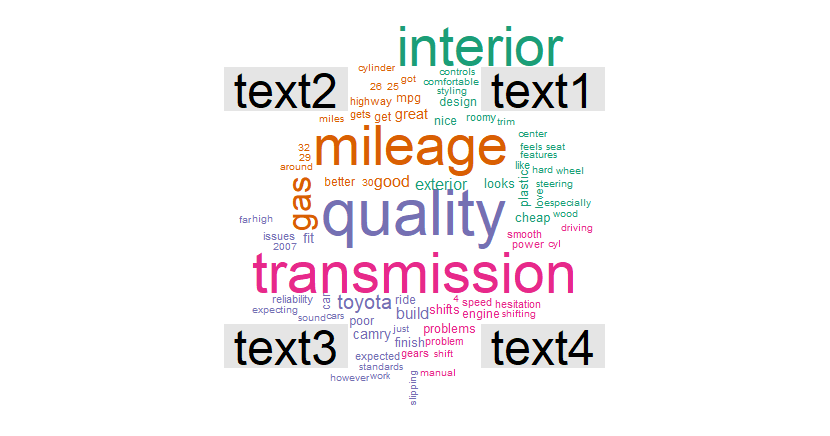 interior
cylinder
got
controls
26 25
comfortable
styling
text2
text1
highway
mpg
design
miles
gets
get
great
nice
roomy
trim
center
mileage
32
29
feels seat
features
around
like
hard
wheel
better
30
good
exterior
looks
plastic
steering
gas
love
especially
quality
far
high
cheap
wood
issues
fit
smooth
driving
2007
power
cyl
transmission
reliability
car
toyota
ride
4
speed
hesitation
expecting
build
shifts
engine
shifting
sound
cars
poor
text3
text4
camry
just
problems
finish
problem
expected
gears
shift
standards
however
work
manual
slipping